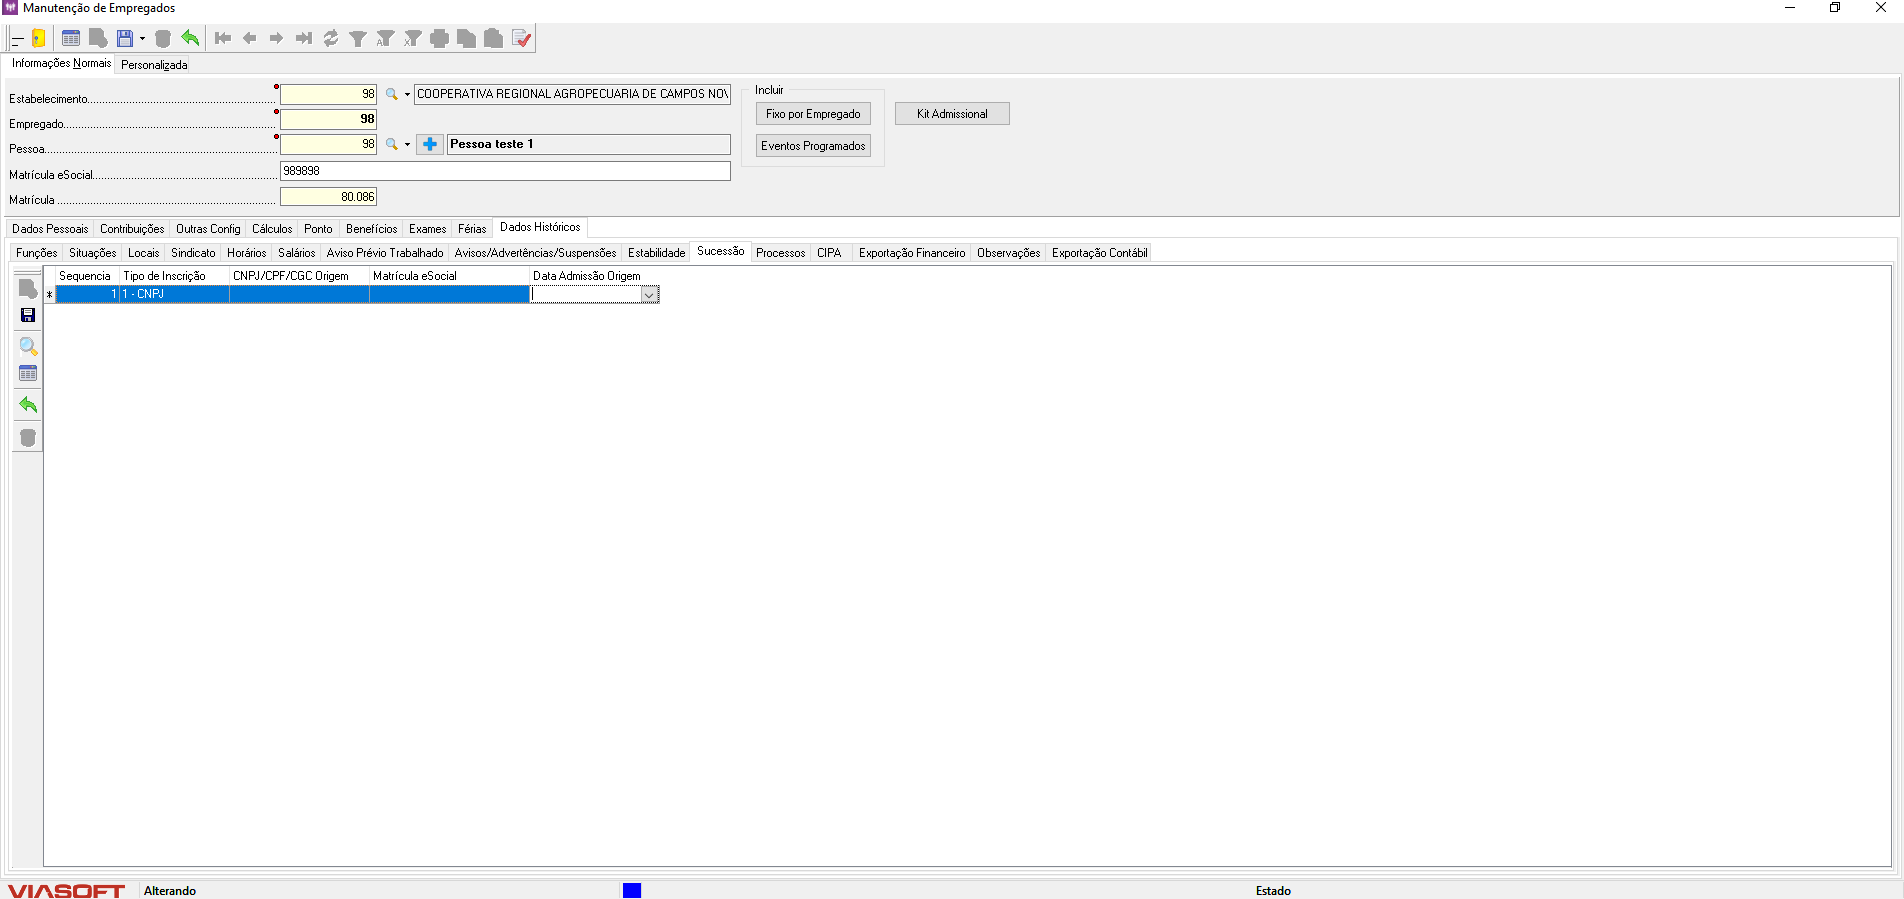 Manutenção de Empregados
Informações Normais Personalizada
Estabelecimento 98 COOPERATIVA REGIONAL AGROPECUARIA DE CAMPOS NOV
Empregado 98
Pessoa 98 Pessoa teste 1
Matrícula eSocial 989898
Matrícula 80.086
Incluir
Fixo por Empregado Kit Admissional
Eventos Programados
Dados Pessoais Contribuições Outras Config Cálculos Ponto Benefícios Exames Férias Dados Históricos
Funções Situações Locais Sindicato Horários Salários Aviso Prévio Trabalhado Avisos/Advertências/Suspensões Estabilidade Sucessão Processos CIPA Exportação Financeiro Observações Exportação Contábil
Sequencia Tipo de Inscrição CNPJ/CPF/CGC Origem Matrícula eSocial Data Admissão Origem
* 1 1 - CNPJ
VIASOFT Alterando Estado